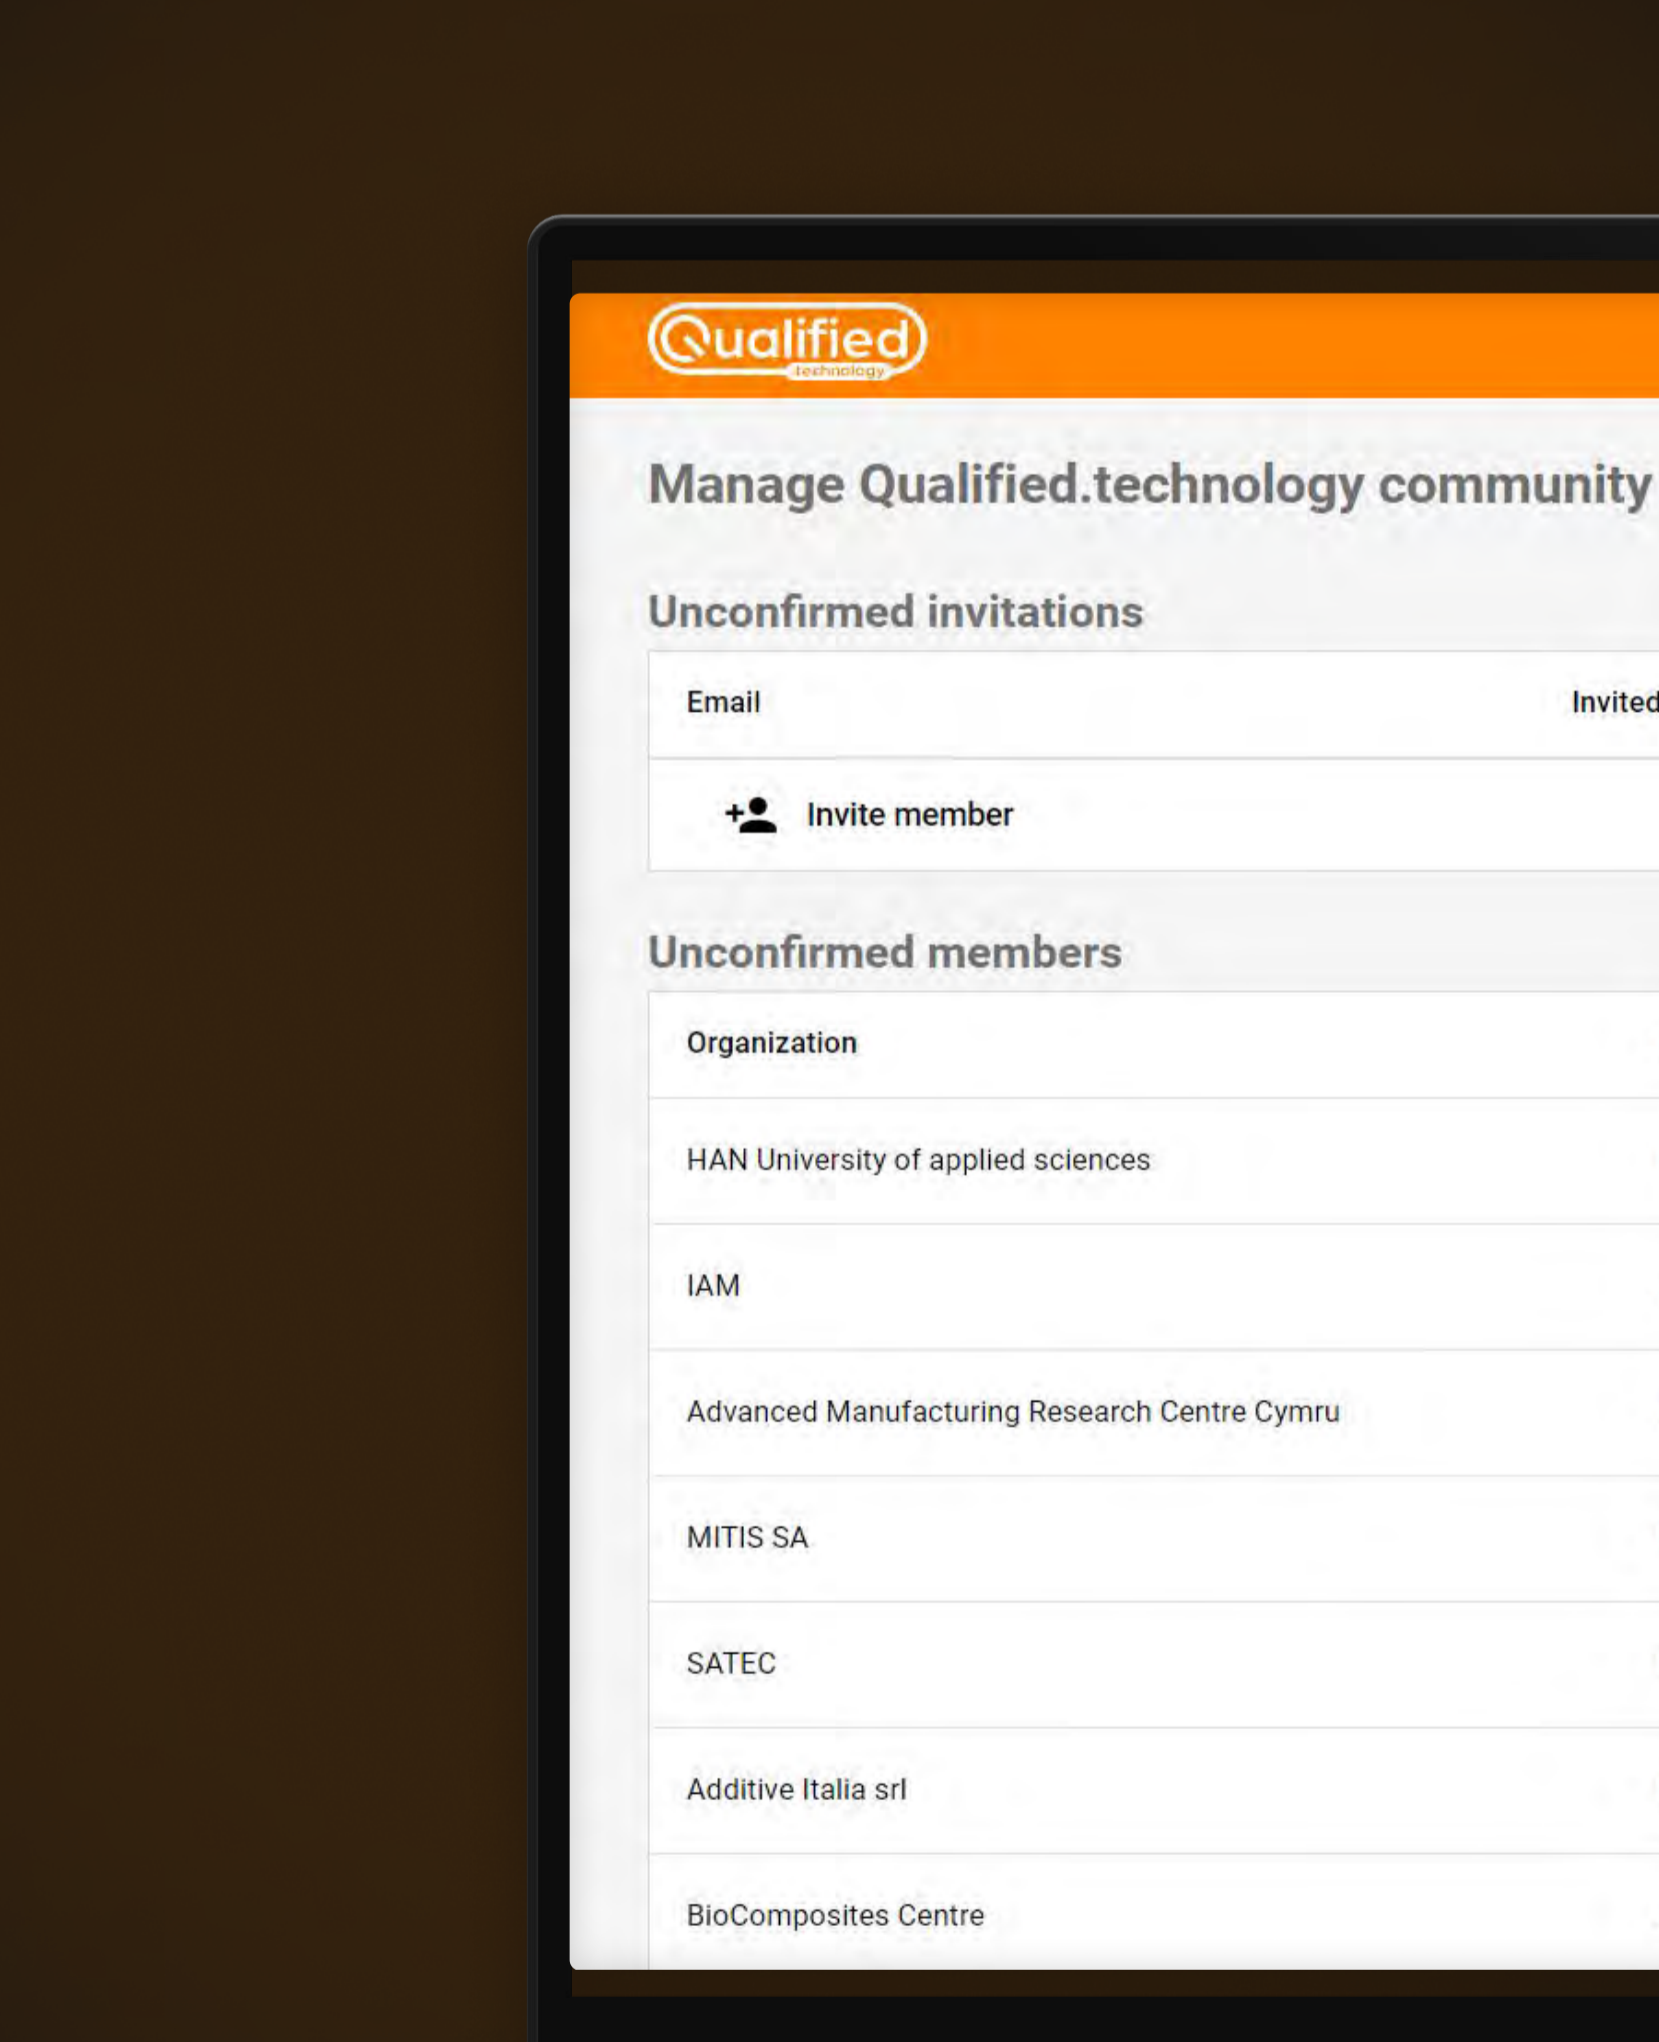 Qualified
technology
Manage Qualified.technology community
Unconfirmed invitations
Email Invited
Invite member
Unconfirmed members
Organization
HAN University of applied sciences
IAM
Advanced Manufacturing Research Centre Cymru
MITIS SA
SATEC
Additive Italia srl
BioComposites Centre